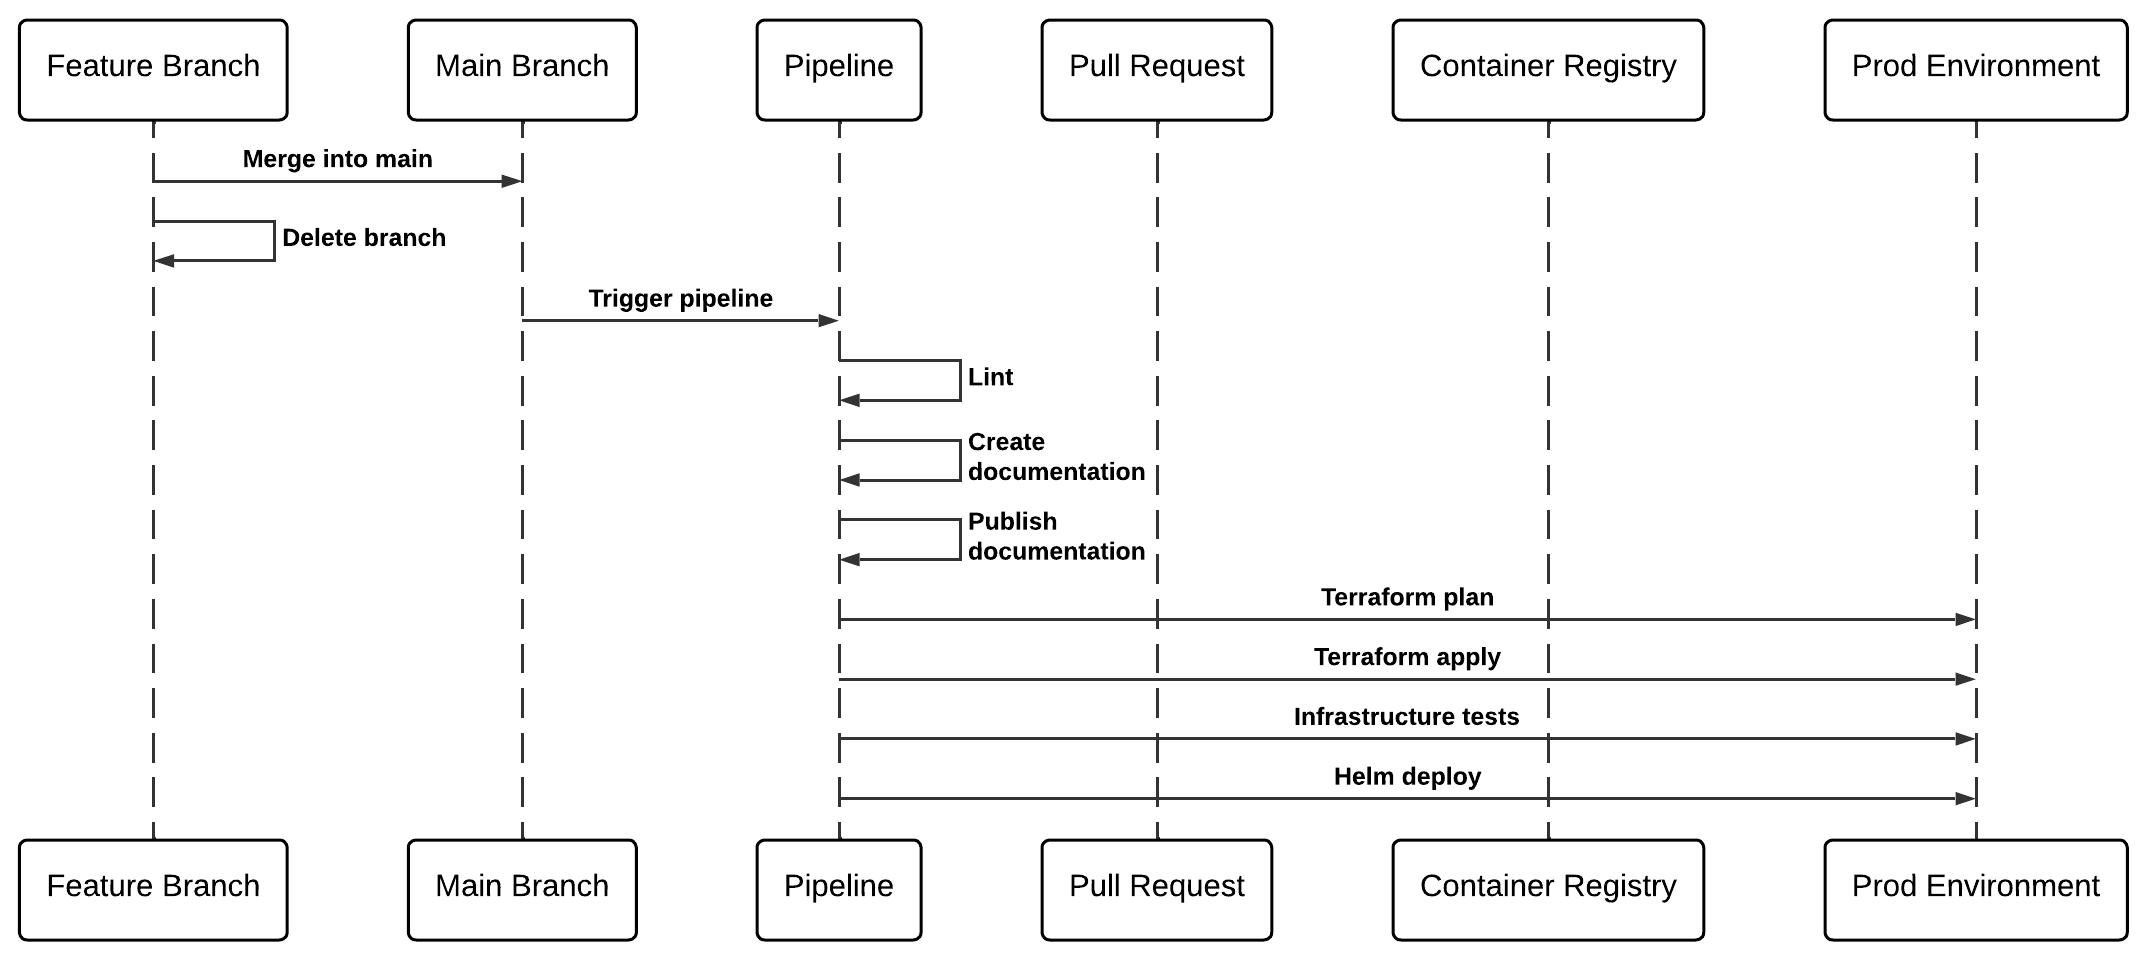 Feature Branch
Main Branch
Pipeline
Pull Request
Container Registry
Prod Environment
Merge into main
Delete branch
Trigger pipeline
Lint
Create
documentation
Publish
documentation
Terraform plan
Terraform apply
Infrastructure tests
Helm deploy
Feature Branch
Main Branch
Pipeline
Pull Request
Container Registry
Prod Environment